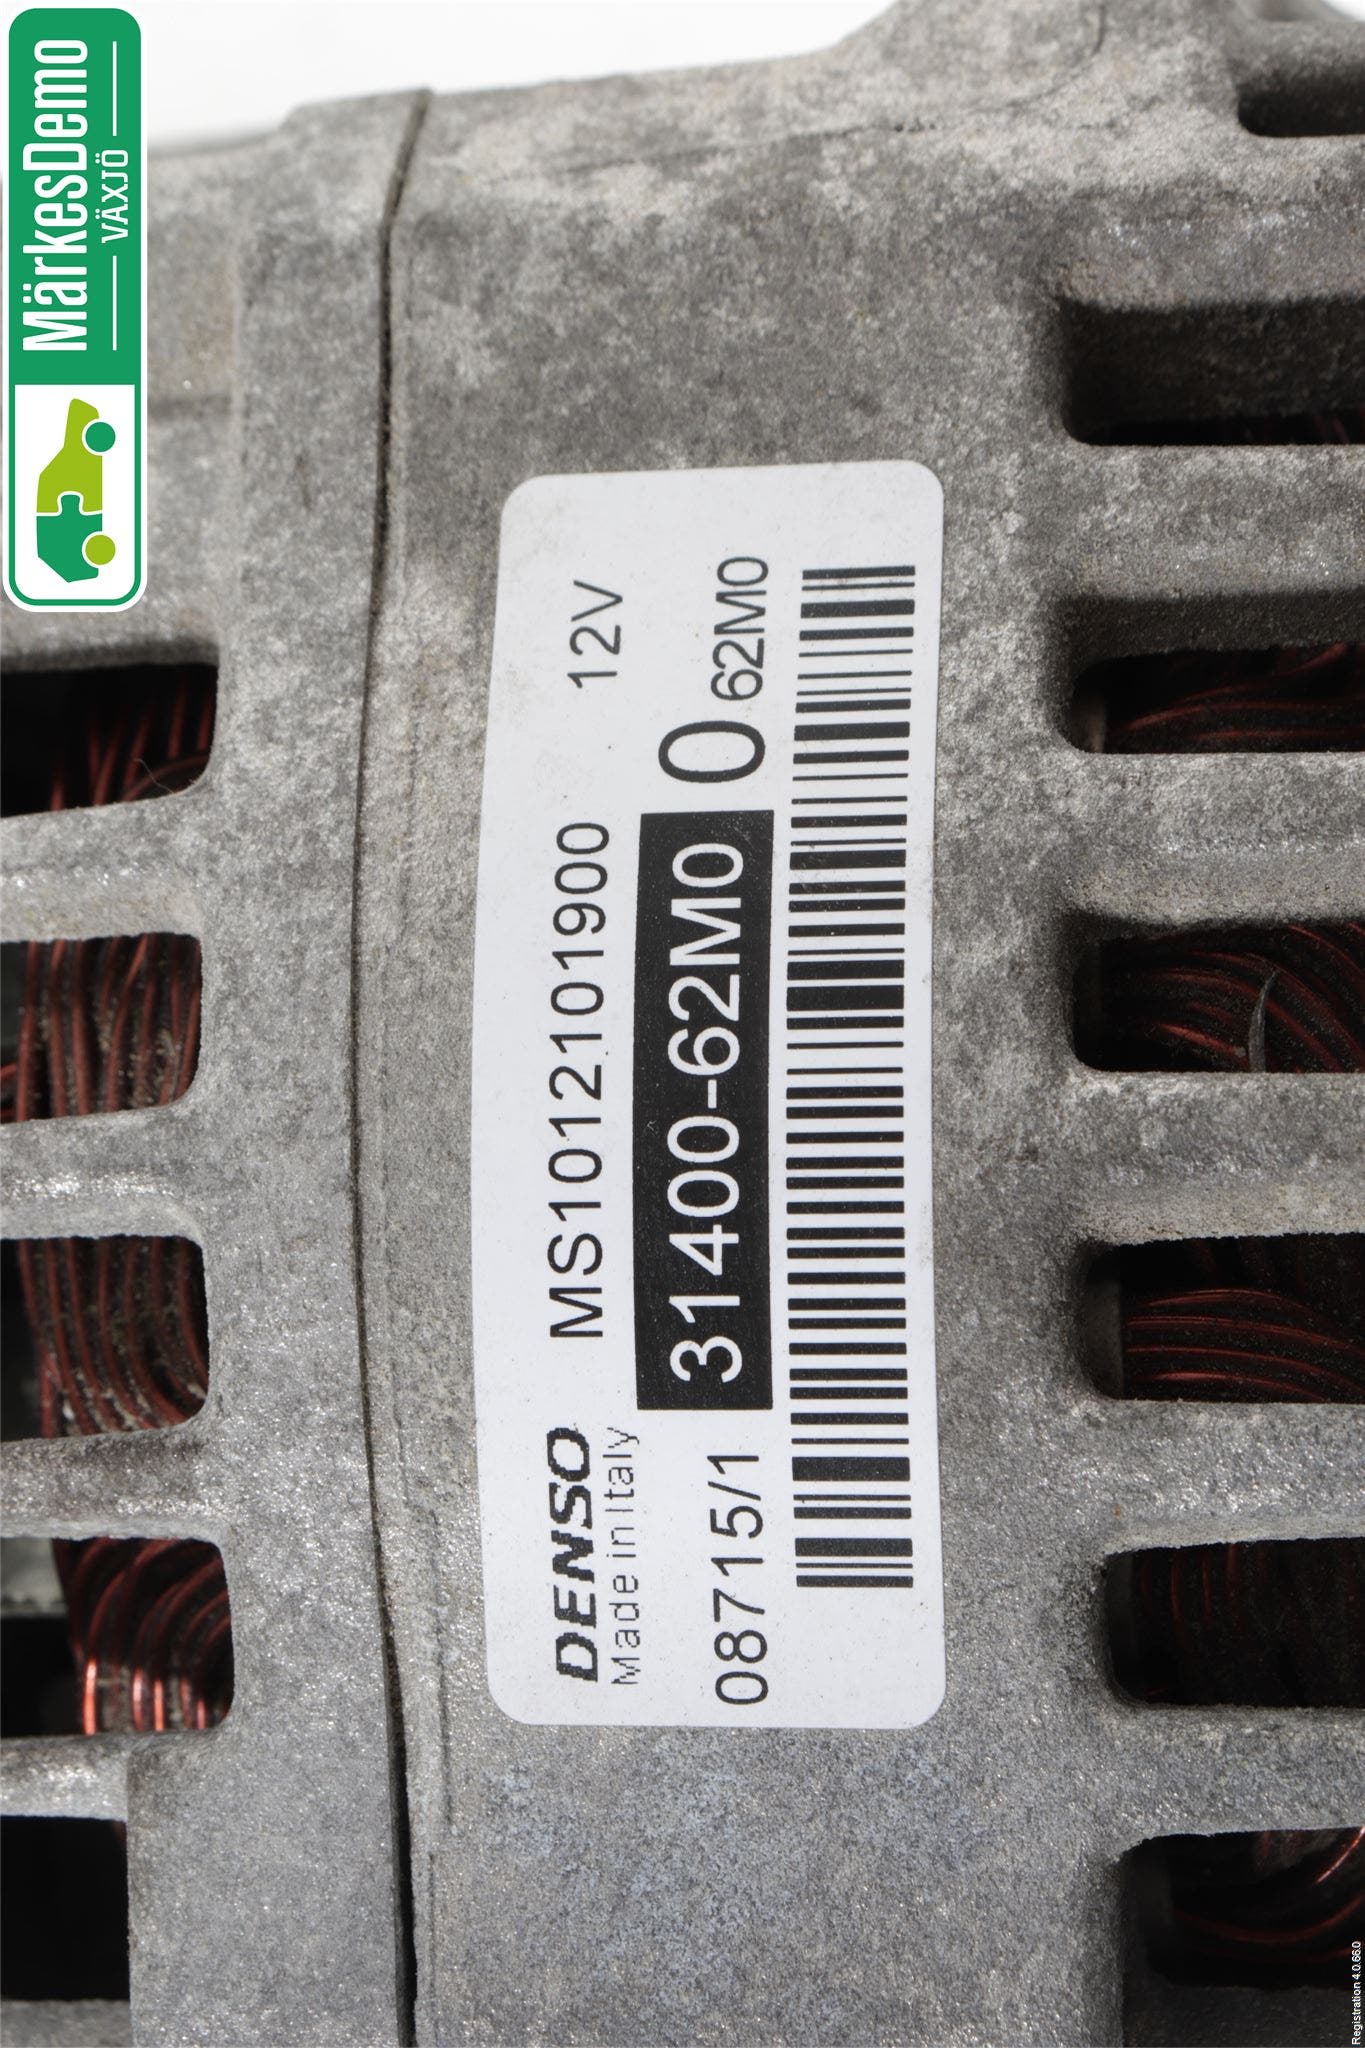 MärkesDemo
VÄXJÖ
DENSO MS1012101900 12V
Made in Italy
08715/1 31400-62M0 0 62M0
Registration 4.0.66.0